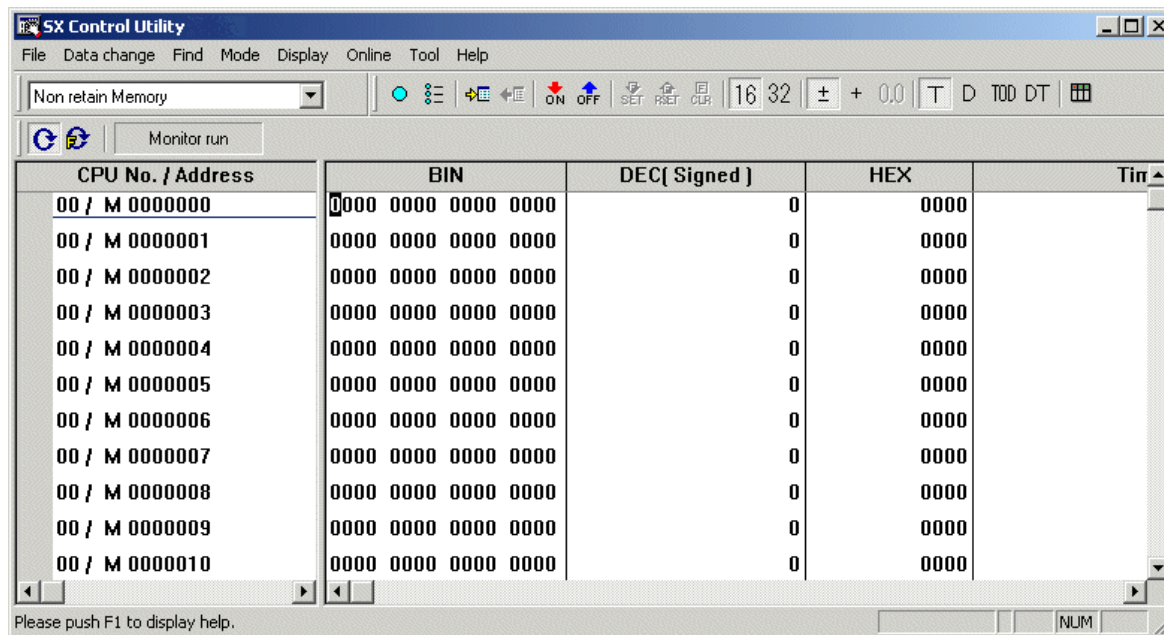 SX Control Utility
File Data change Find Mode Display Online Tool Help
Non retain Memory ON OFF SET RSET CLR 16 32 ± + 0.0 T D TOD DT
Monitor run
CPU No. / Address BIN DEC( Signed ) HEX Tim
00 / M 0000000 0000 0000 0000 0000 0 0000
00 / M 0000001 0000 0000 0000 0000 0 0000
00 / M 0000002 0000 0000 0000 0000 0 0000
00 / M 0000003 0000 0000 0000 0000 0 0000
00 / M 0000004 0000 0000 0000 0000 0 0000
00 / M 0000005 0000 0000 0000 0000 0 0000
00 / M 0000006 0000 0000 0000 0000 0 0000
00 / M 0000007 0000 0000 0000 0000 0 0000
00 / M 0000008 0000 0000 0000 0000 0 0000
00 / M 0000009 0000 0000 0000 0000 0 0000
00 / M 0000010 0000 0000 0000 0000 0 0000
Please push F1 to display help. NUM